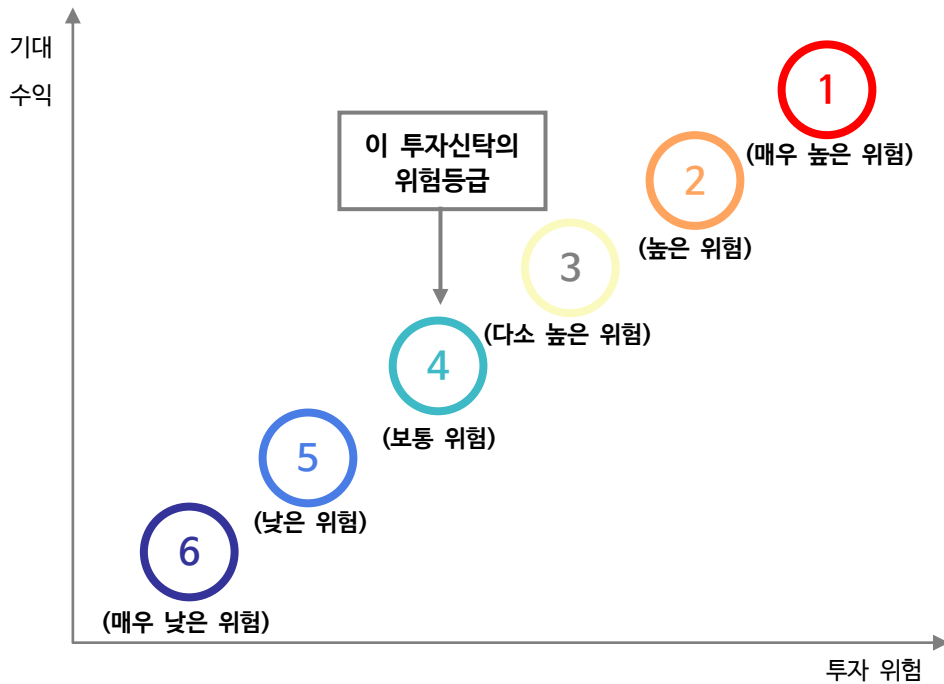 기대
수익
1
(매우 높은 위험)
이 투자신탁의
위험등급
2
(높은 위험)
3
(다소 높은 위험)
4
(보통 위험)
5
(낮은 위험)
6
(매우 낮은 위험)
투자 위험